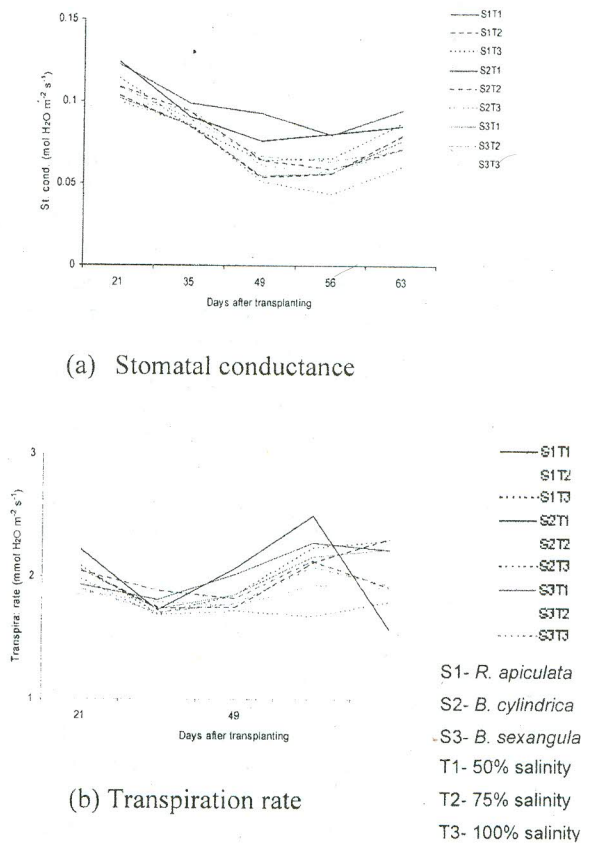 0.15
0.1
0.05
0
St. cond. (mol H₂O m⁻² s⁻¹)
21 35 49 56 63
Days after transplanting
S1T1
S1T2
S1T3
S2T1
S2T2
S2T3
S3T1
S3T2
S3T3
(a) Stomatal conductance
3
2
1
Transpira: rate (mmol H₂O m⁻² s⁻¹)
21 49
Days after transplanting
S1T1
S1T2
S1T3
S2T1
S2T2
S2T3
S3T1
S3T2
S3T3
S1- R. apiculata
S2- B. cylindrica
S3- B. sexangula
T1- 50% salinity
T2- 75% salinity
T3- 100% salinity
(b) Transpiration rate